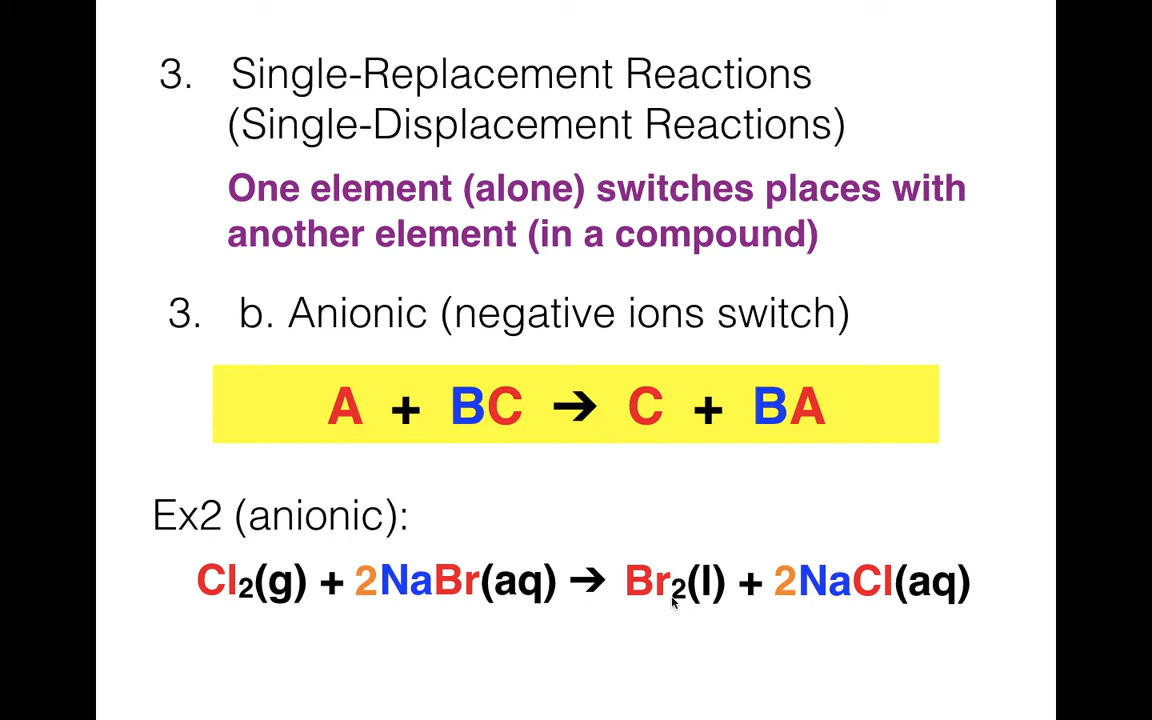 3. Single-Replacement Reactions
(Single-Displacement Reactions)
One element (alone) switches places with
another element (in a compound)
3. b. Anionic (negative ions switch)
A + BC ➔ C + BA
Ex2 (anionic):
Cl₂(g) + 2NaBr(aq) ➔ Br₂(l) + 2NaCl(aq)